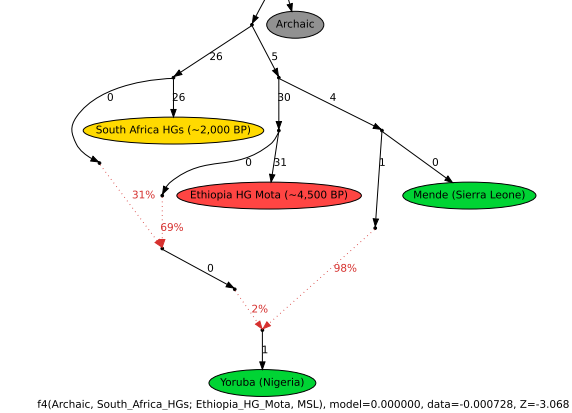 Archaic
26
5
0
26
30
4
South Africa HGs (~2,000 BP)
0
31
1
0
31%
Ethiopia HG Mota (~4,500 BP)
Mende (Sierra Leone)
69%
0
98%
2%
1
Yoruba (Nigeria)
f4(Archaic, South_Africa_HGs; Ethiopia_HG_Mota, MSL), model=0.000000, data=-0.000728, Z=-3.068